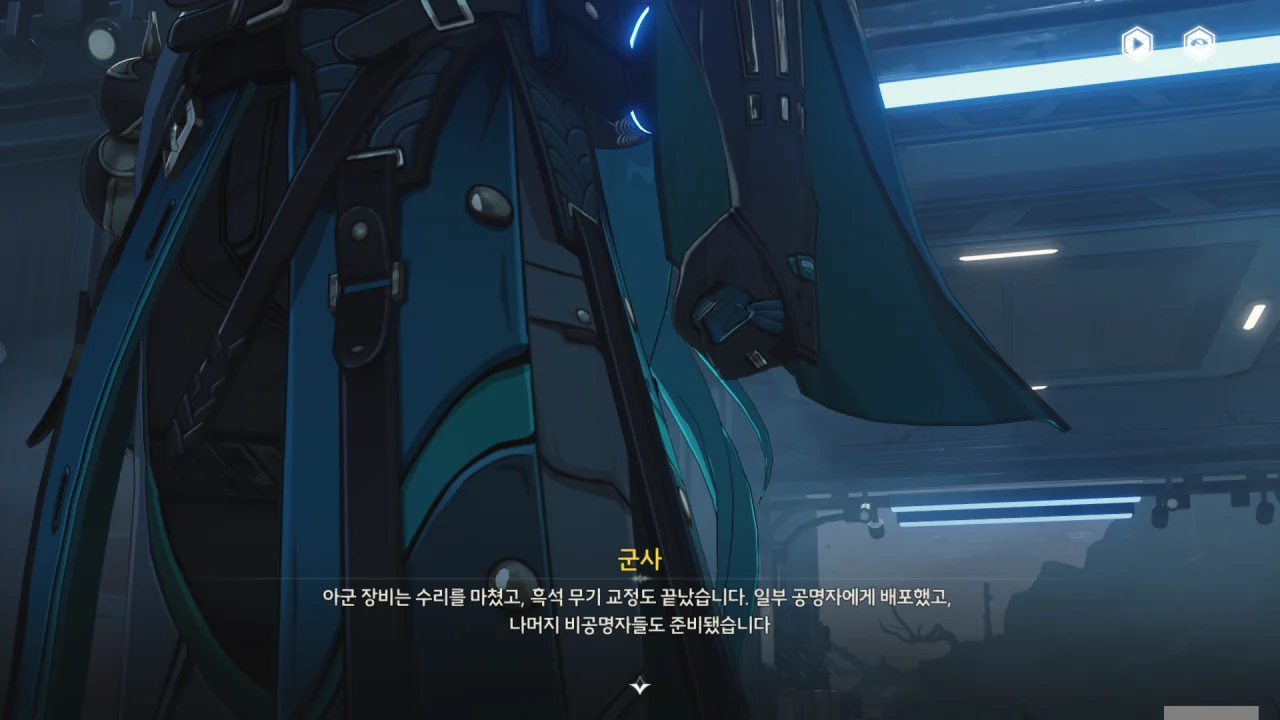 군사
아군 장비는 수리를 마쳤고, 흑석 무기 교정도 끝났습니다. 일부 공명자에게 배포했고,
나머지 비공명자들도 준비됐습니다